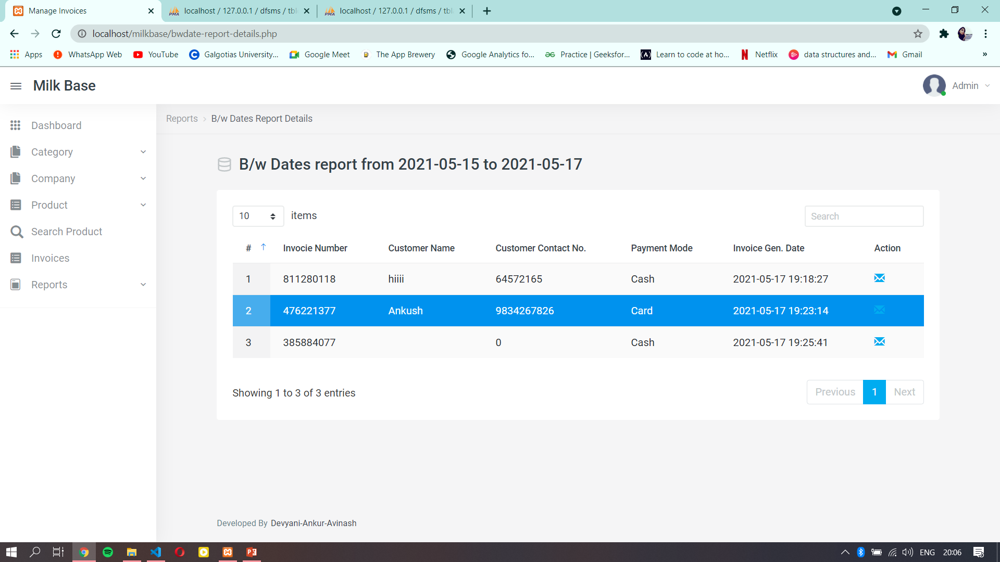 Manage Invoices
localhost / 127.0.0.1 / dfsms / tbl
localhost / 127.0.0.1 / dfsms / tbl
localhost/milkbase/bwdate-report-details.php
Apps WhatsApp Web YouTube Galgotias University... Google Meet The App Brewery Google Analytics fo... Practice | Geeksfor... Learn to code at ho... Netflix data structures and... Gmail »
Milk Base
Admin
Dashboard
Category
Company
Product
Search Product
Invoices
Reports
Reports > B/w Dates Report Details
B/w Dates report from 2021-05-15 to 2021-05-17
10 items
Search
# ↑ Invocie Number Customer Name Customer Contact No. Payment Mode Invoice Gen. Date Action
1 811280118 hiiii 64572165 Cash 2021-05-17 19:18:27
2 476221377 Ankush 9834267826 Card 2021-05-17 19:23:14
3 385884077 0 Cash 2021-05-17 19:25:41
Showing 1 to 3 of 3 entries
Previous 1 Next
Developed By Devyani-Ankur-Avinash
ENG 20:06